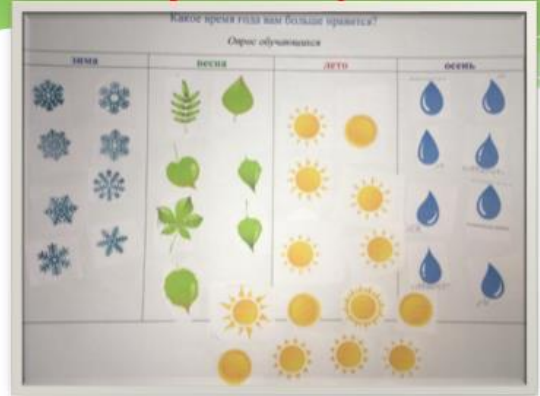 Какое время года вам больше нравится?
Опрос обучающихся
зима весна лето осень